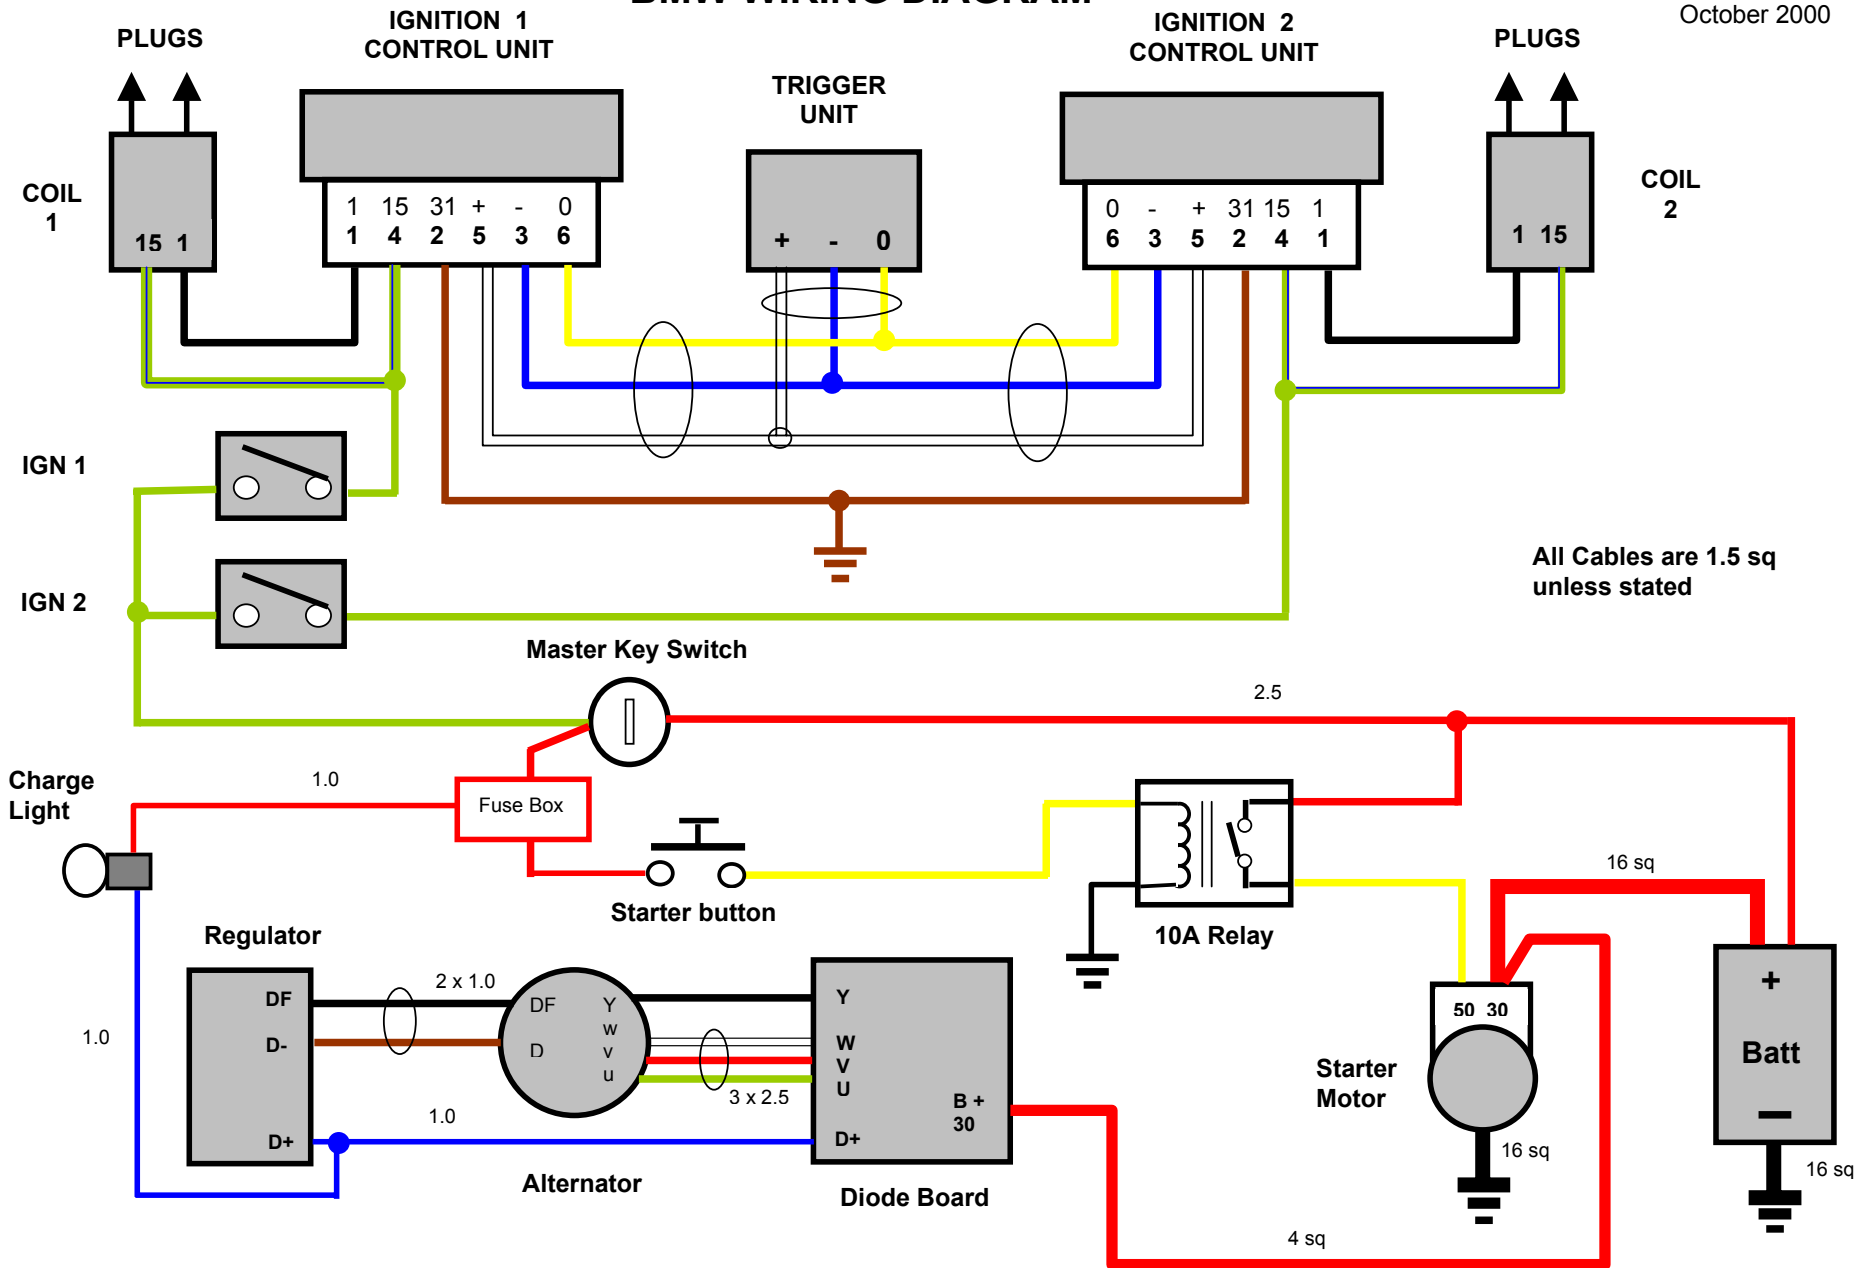 BMW WIRING DIAGRAM
October 2000
PLUGS
IGNITION 1
CONTROL UNIT
TRIGGER
UNIT
IGNITION 2
CONTROL UNIT
PLUGS
COIL
1
15 1
1 15 31 + - 0
1 4 2 5 3 6
+ - 0
0 - + 31 15 1
6 3 5 2 4 1
1 15
COIL
2
IGN 1
IGN 2
All Cables are 1.5 sq
unless stated
Master Key Switch
2.5
Charge
Light
1.0
Fuse Box
Starter button
10A Relay
16 sq
Regulator
DF
D-
D+
2 x 1.0
DF
D
Y
w
v
u
3 x 2.5
1.0
1.0
Alternator
Y
W
V
U
D+
B +
30
Diode Board
50 30
Starter
Motor
16 sq
+
Batt
–
16 sq
4 sq